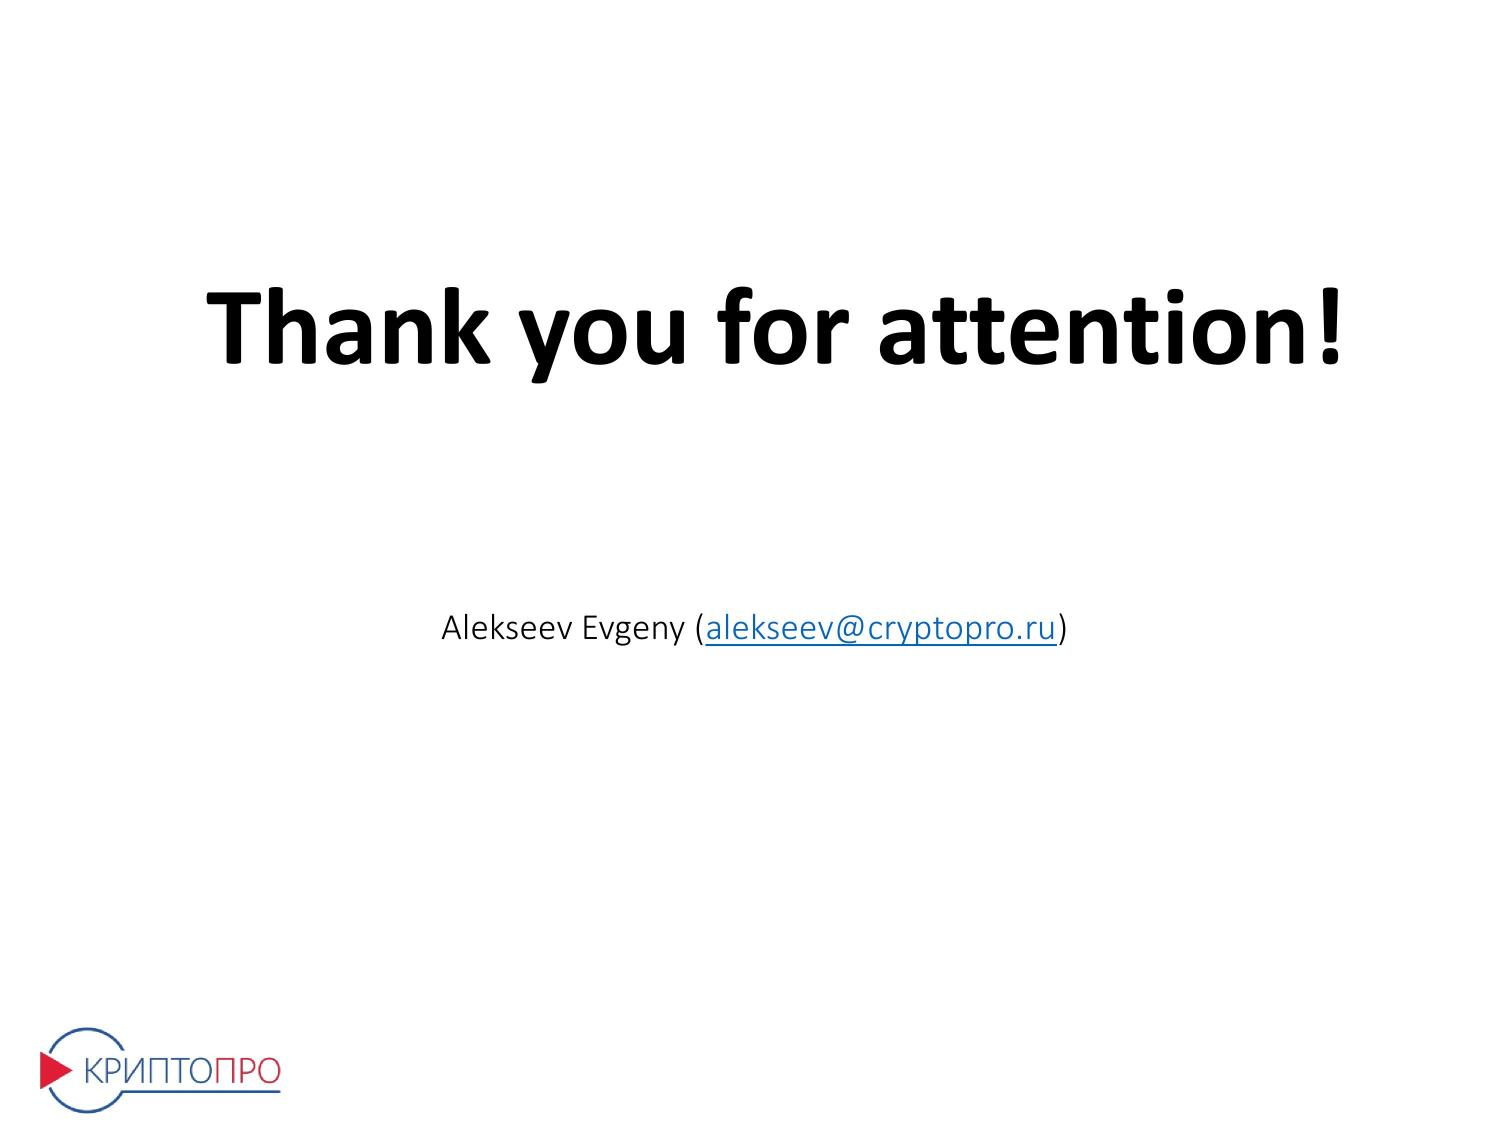 Thank you for attention!
Alekseev Evgeny (alekseev@cryptopro.ru)
КРИПТОПРО